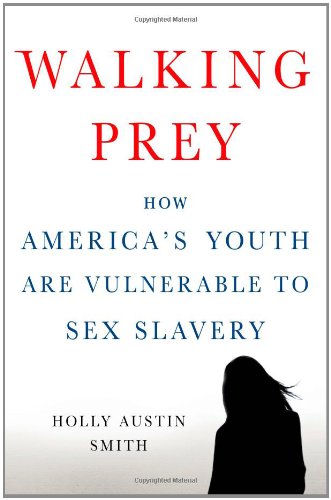 Copyrighted Material
WALKING
PREY
HOW
AMERICA'S YOUTH
ARE VULNERABLE TO
SEX SLAVERY
HOLLY AUSTIN
SMITH
Copyrighted Material